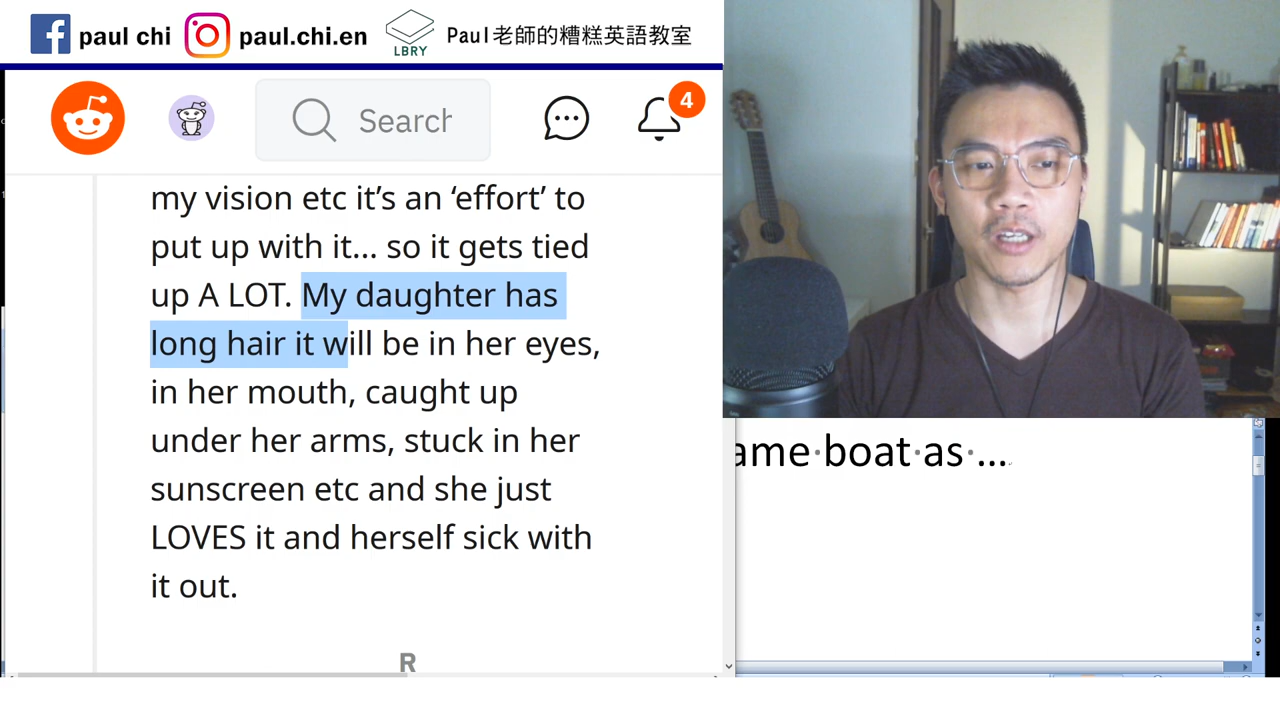 paul chi
paul.chi.en
LBRY
Paul老師的糟糕英語教室
Search
4
my vision etc it’s an ‘effort’ to
put up with it... so it gets tied
up A LOT. My daughter has
long hair it will be in her eyes,
in her mouth, caught up
under her arms, stuck in her
sunscreen etc and she just
LOVES it and herself sick with
it out.
R
ame·boat·as·...